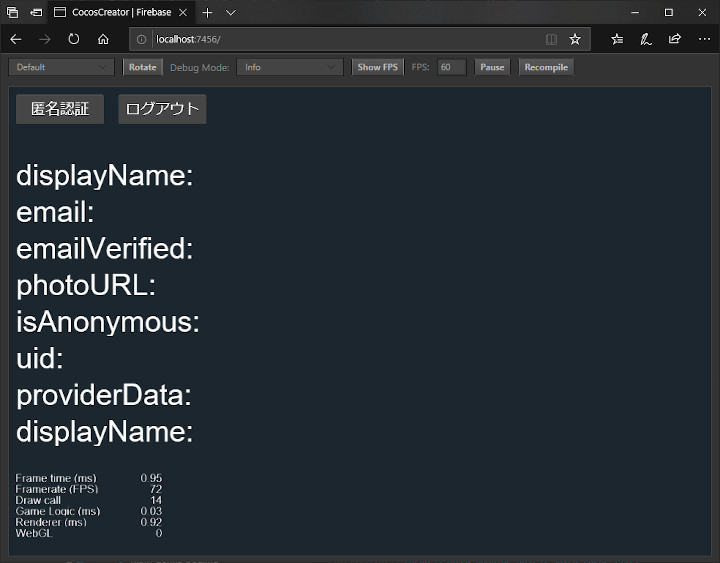 CocosCreator | Firebase
localhost:7456/
Default Rotate Debug Mode: Info Show FPS FPS: 60 Pause Recompile
匿名認証 ログアウト
displayName:
email:
emailVerified:
photoURL:
isAnonymous:
uid:
providerData:
displayName:
Frame time (ms) 0.95
Framerate (FPS) 72
Draw call 14
Game Logic (ms) 0.03
Renderer (ms) 0.92
WebGL 0